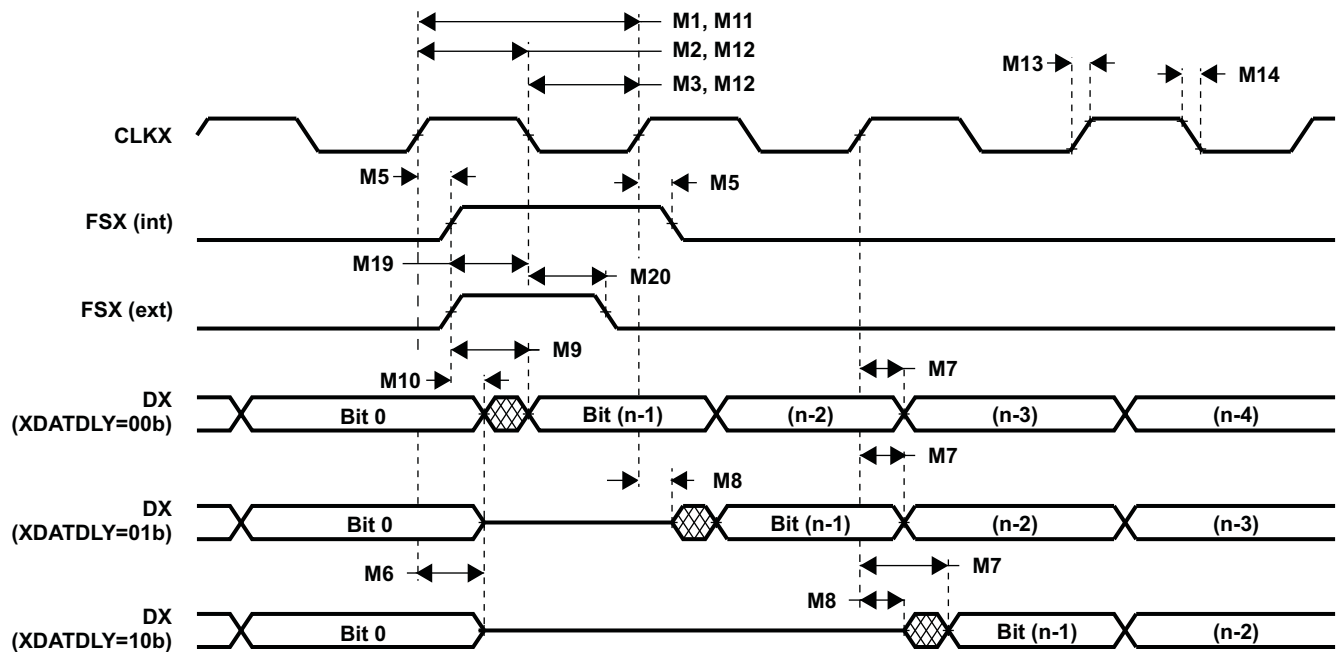 M1, M11
M2, M12
M3, M12
M13
M14
CLKX
M5
M5
FSX (int)
M19
M20
FSX (ext)
M9
M10
M7
DX
(XDATDLY=00b)
Bit 0
Bit (n-1)
(n-2)
(n-3)
(n-4)
M7
M8
DX
(XDATDLY=01b)
Bit 0
Bit (n-1)
(n-2)
(n-3)
M6
M7
M8
DX
(XDATDLY=10b)
Bit 0
Bit (n-1)
(n-2)